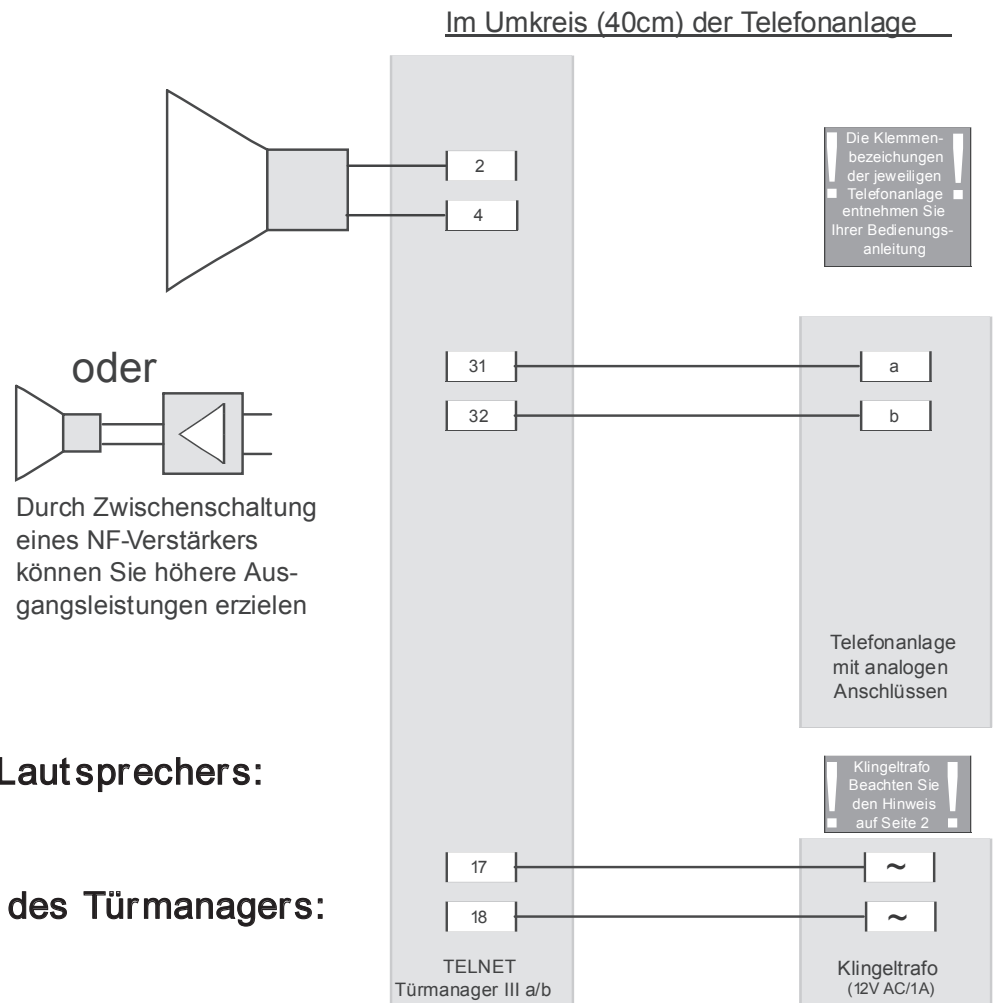 Im Umkreis (40cm) der Telefonanlage
2
4
Die Klemmen-
bezeichungen
der jeweiligen
Telefonanlage
entnehmen Sie
Ihrer Bedienungs-
anleitung
oder
31
a
32
b
Durch Zwischenschaltung
eines NF-Verstärkers
können Sie höhere Aus-
gangsleistungen erzielen
Telefonanlage
mit analogen
Anschlüssen
Lautsprechers:
Klingeltrafo
Beachten Sie
den Hinweis
auf Seite 2
17
~
des Türmanagers:
18
~
TELNET
Türmanager III a/b
Klingeltrafo
(12V AC/1A)